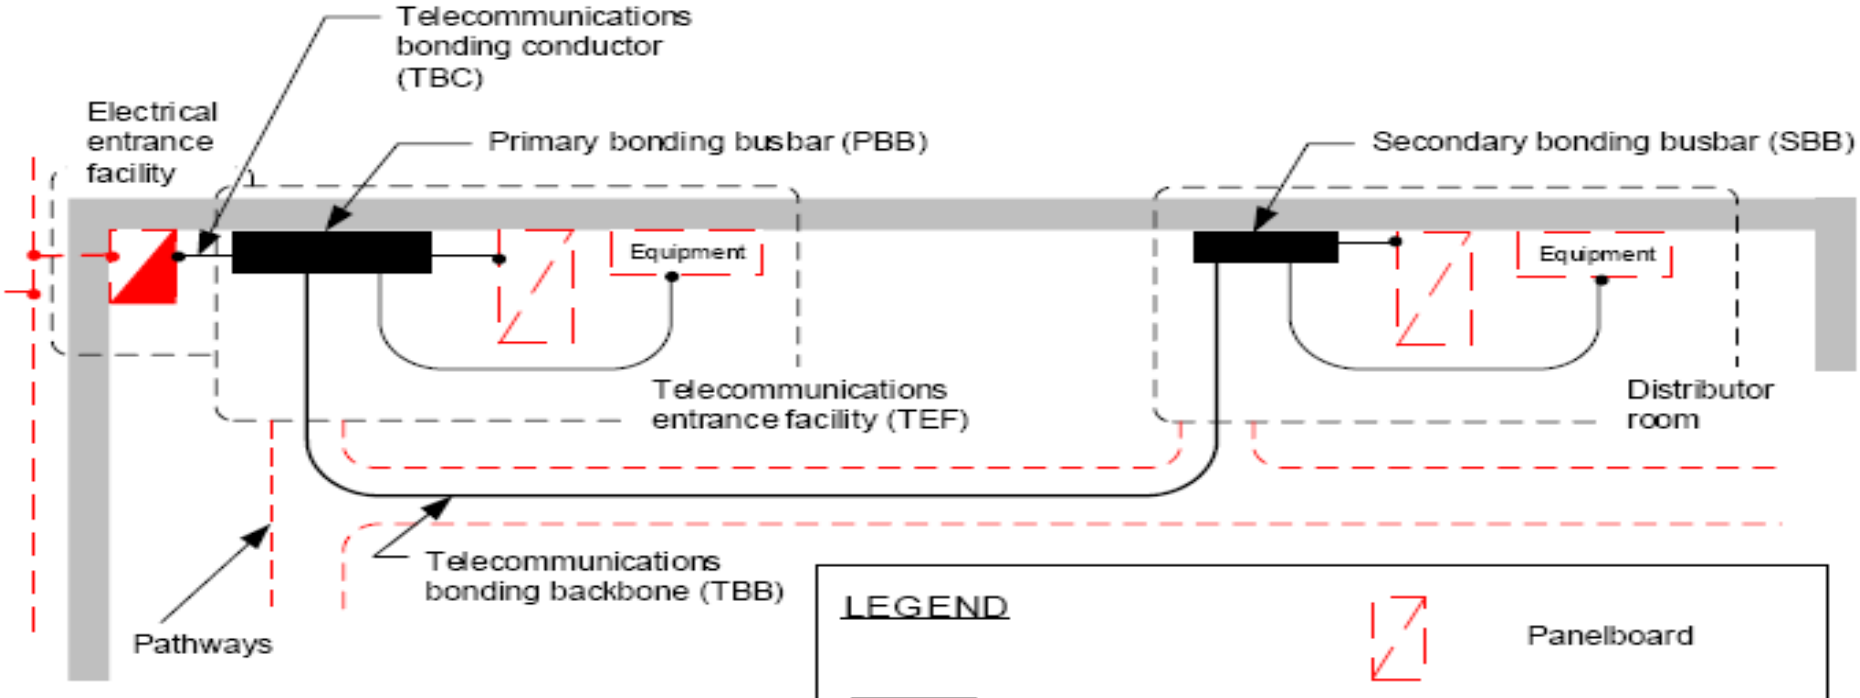 Telecommunications
bonding conductor
(TBC)
Electrical
entrance
facility
Primary bonding busbar (PBB)
Secondary bonding busbar (SBB)
Equipment
Equipment
Telecommunications
entrance facility (TEF)
Distributor
room
Telecommunications
bonding backbone (TBB)
Pathways
LEGEND
Panelboard